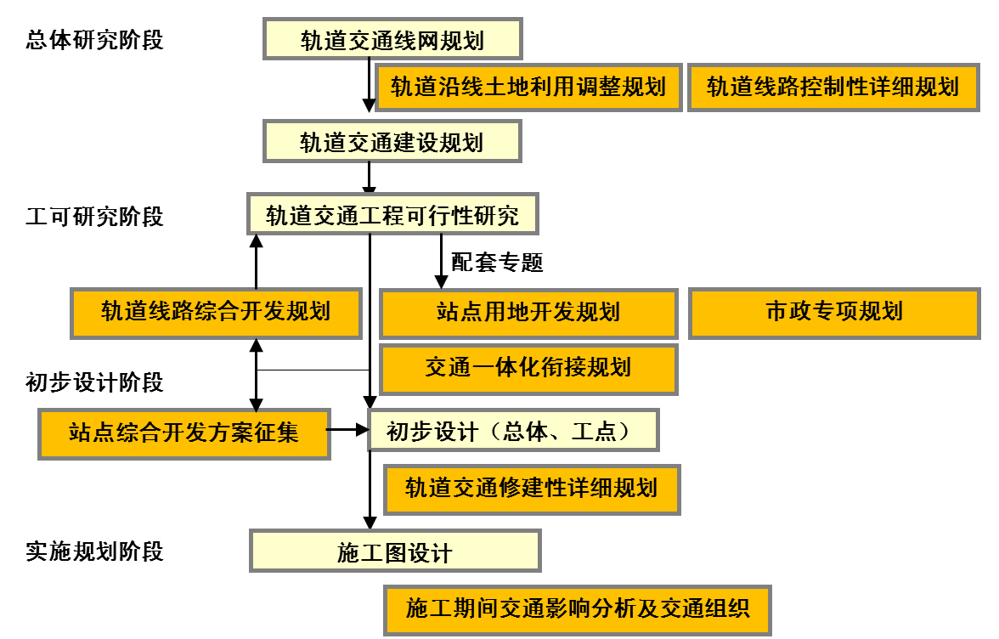 总体研究阶段
轨道交通线网规划
轨道沿线土地利用调整规划
轨道线路控制性详细规划
轨道交通建设规划
工可研究阶段
轨道交通工程可行性研究
配套专题
轨道线路综合开发规划
站点用地开发规划
市政专项规划
交通一体化衔接规划
初步设计阶段
站点综合开发方案征集
初步设计（总体、工点）
轨道交通修建性详细规划
实施规划阶段
施工图设计
施工期间交通影响分析及交通组织